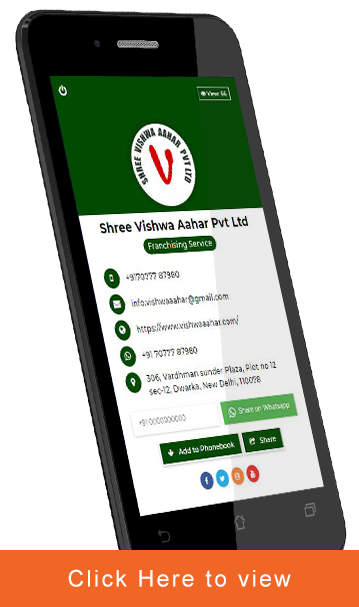 View: 66
SHREE VISHWA AAHAR PVT LTD
V
Shree Vishwa Aahar Pvt Ltd
Franchising Service
+9170777 87980
info.vishwaaahar@gmail.com
https://www.vishwaaahar.com/
+91 70777 87980
306, Vardhman sunder Plaza, Plot no 12
sec-12, Dwarka, New Delhi, 110078
+91 0000000000
Share on Whatsapp
Add to Phonebook
Share
Click Here to view